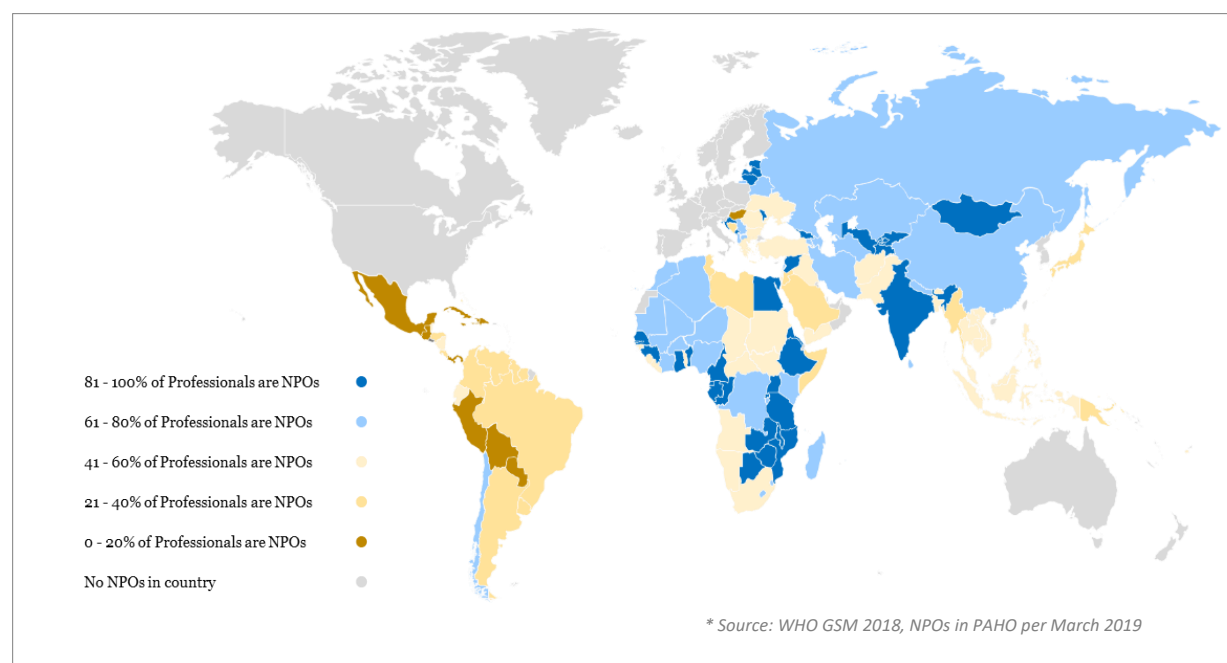 81 - 100% of Professionals are NPOs
61 - 80% of Professionals are NPOs
41 - 60% of Professionals are NPOs
21 - 40% of Professionals are NPOs
0 - 20% of Professionals are NPOs
No NPOs in country
* Source: WHO GSM 2018, NPOs in PAHO per March 2019